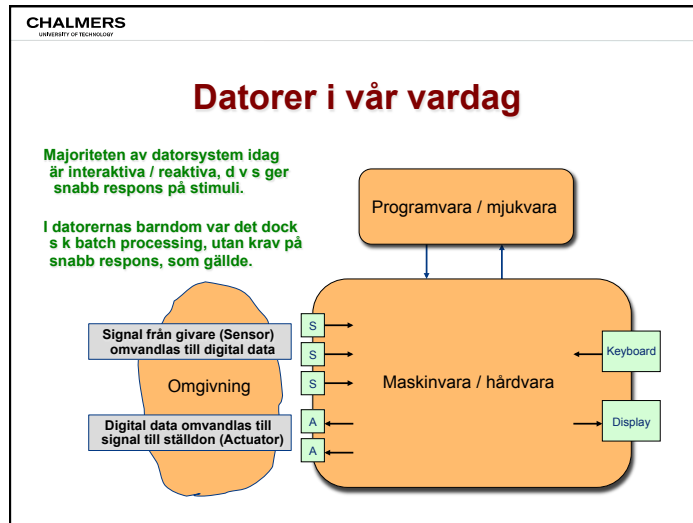 CHALMERS
UNIVERSITY OF TECHNOLOGY
Datorer i vår vardag
Majoriteten av datorsystem idag
är interaktiva / reaktiva, d v s ger
snabb respons på stimuli.
I datorernas barndom var det dock
s k batch processing, utan krav på
snabb respons, som gällde.
Programvara / mjukvara
Signal från givare (Sensor)
omvandlas till digital data
Omgivning
Digital data omvandlas till
signal till ställdon (Actuator)
S
S
S
A
A
Maskinvara / hårdvara
Keyboard
Display